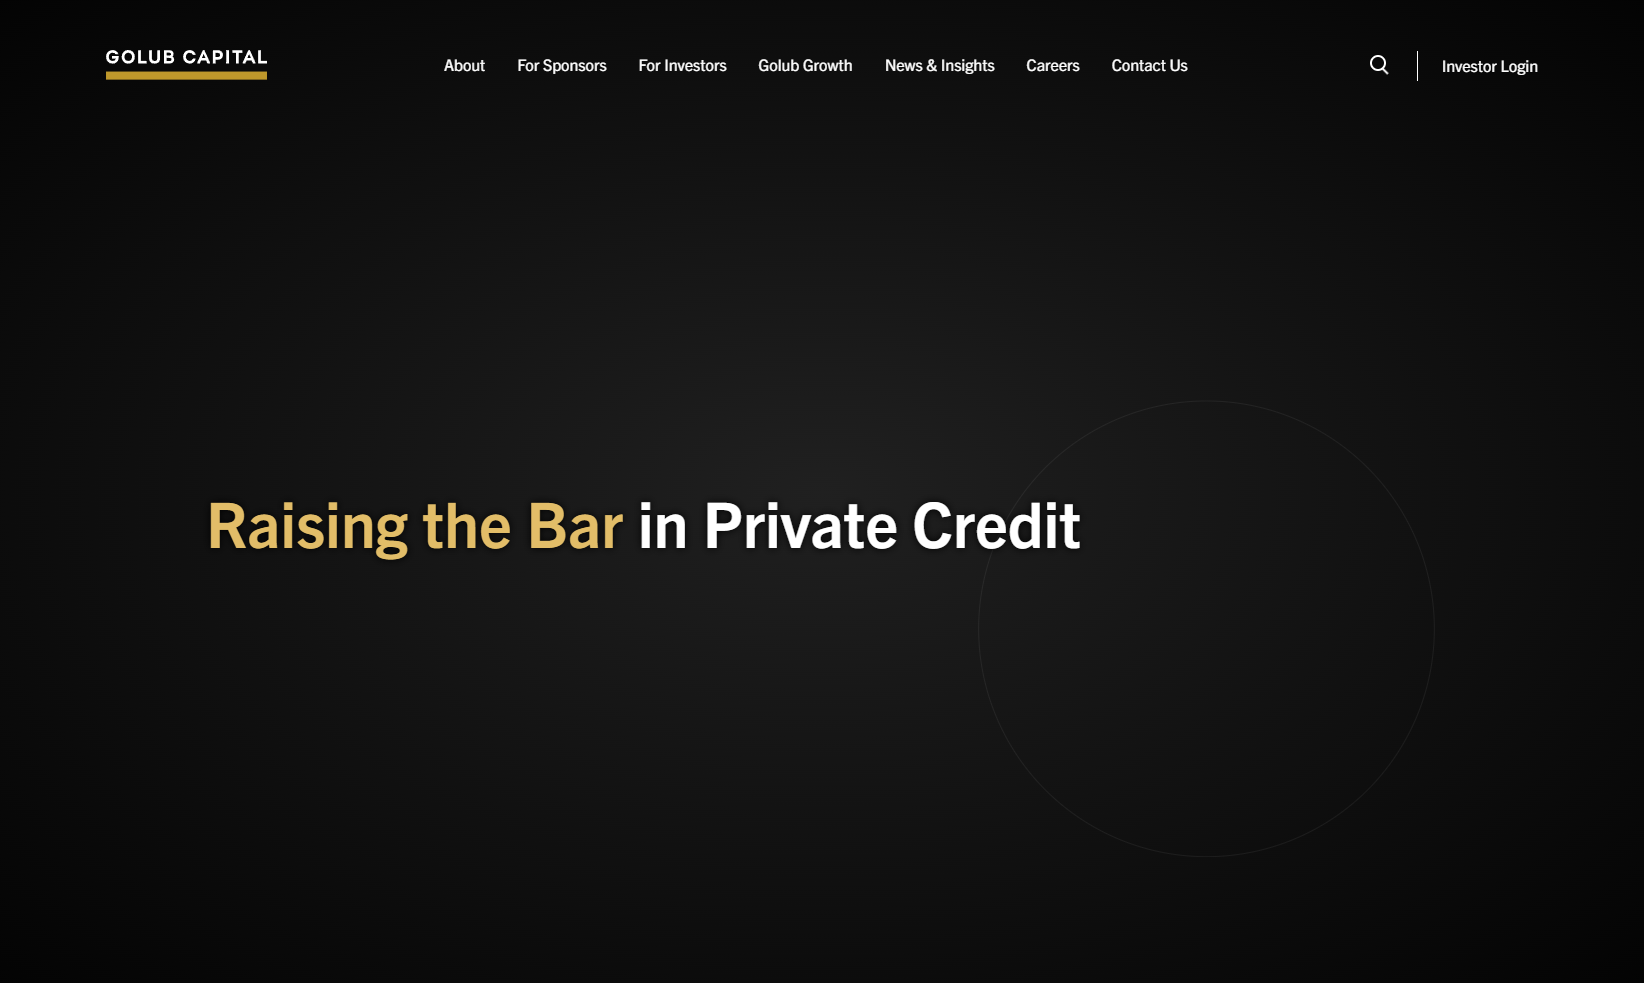 GOLUB CAPITAL
About For Sponsors For Investors Golub Growth News & Insights Careers Contact Us Investor Login
Raising the Bar in Private Credit